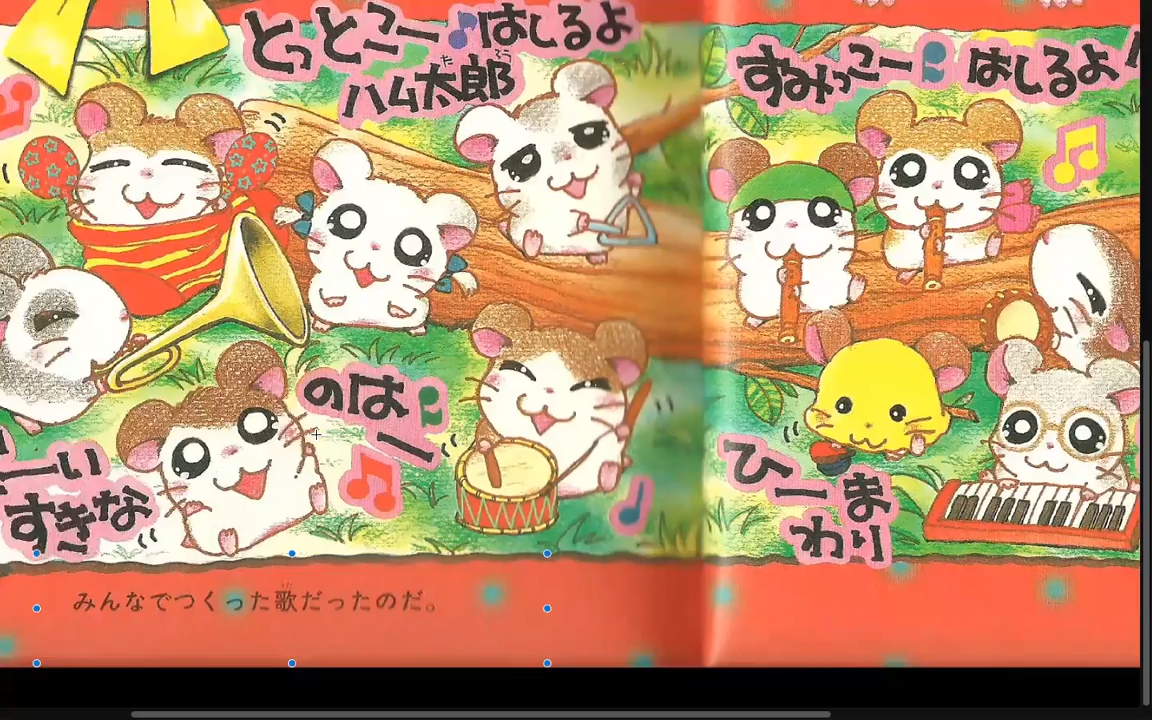 とっとこー♪はしるよ
ハム太郎
すみっこー♪はしるよ
ーい
すきな
のはー
ひーま
わり
みんなでつくった歌だったのだ。